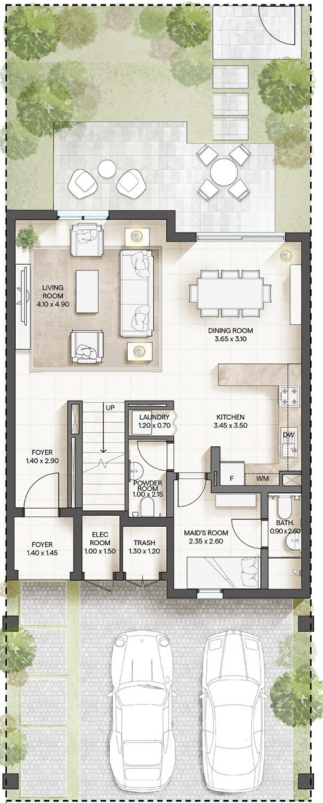 LIVING
ROOM
4.10 x 4.90
DINING ROOM
3.65 x 3.10
UP
LAUNDRY
1.20 x 0.70
KITCHEN
3.45 x 3.50
DW
FOYER
1.40 x 2.90
POWDER
ROOM
1.00 x 2.15
F
WM
FOYER
1.40 x 1.45
ELEC
ROOM
1.00 x 1.50
TRASH
1.30 x 1.20
MAID'S ROOM
2.35 x 2.60
BATH
0.90 x 2.60